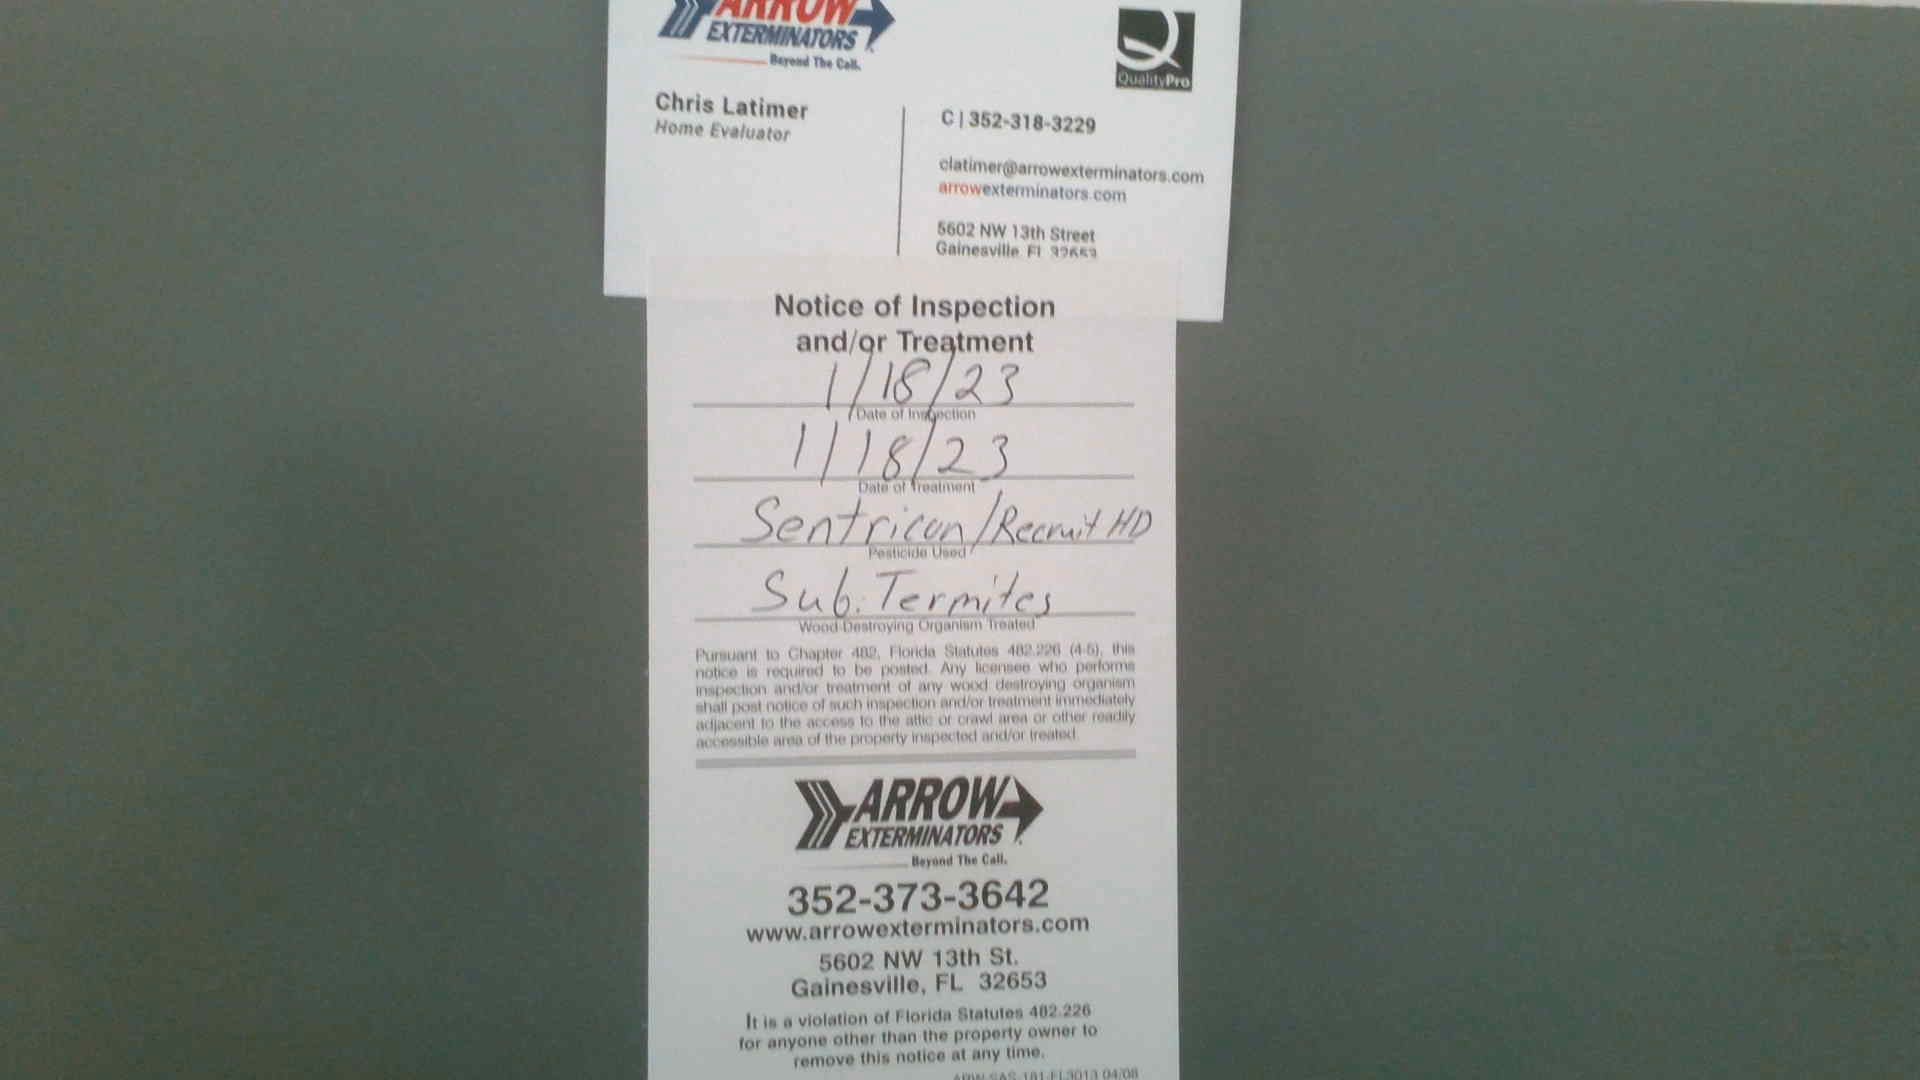 ARROW
EXTERMINATORS
Beyond The Call.
QualityPro
Chris Latimer
Home Evaluator
C | 352-318-3229
clatimer@arrowexterminators.com
arrowexterminators.com
5602 NW 13th Street
Gainesville, FL 32653
Notice of Inspection
and/or Treatment
1/18/23
Date of Inspection
1/18/23
Date of Treatment
Sentricon/Recruit HD
Pesticide Used
Sub. Termites
Wood-Destroying Organism Treated
Pursuant to Chapter 482, Florida Statutes 482.226 (4-5), this
notice is required to be posted. Any licensee who performs
inspection and/or treatment of any wood destroying organism
shall post notice of such inspection and/or treatment immediately
adjacent to the access to the attic or crawl area or other readily
accessible area of the property inspected and/or treated.
ARROW
EXTERMINATORS
Beyond The Call.
352-373-3642
www.arrowexterminators.com
5602 NW 13th St.
Gainesville, FL 32653
It is a violation of Florida Statutes 482.226
for anyone other than the property owner to
remove this notice at any time.
04/08